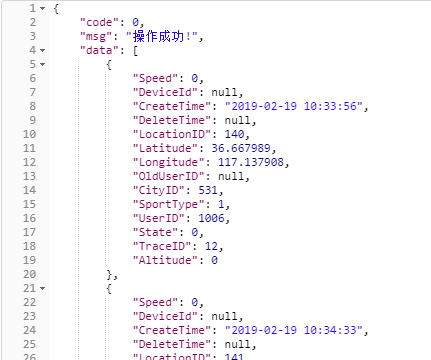 1 {
2 "code": 0,
3 "msg": "操作成功!",
4 "data": [
5 {
6 "Speed": 0,
7 "DeviceId": null,
8 "CreateTime": "2019-02-19 10:33:56",
9 "DeleteTime": null,
10 "LocationID": 140,
11 "Latitude": 36.667989,
12 "Longitude": 117.137908,
13 "OldUserID": null,
14 "CityID": 531,
15 "SportType": 1,
16 "UserID": 1006,
17 "State": 0,
18 "TraceID": 12,
19 "Altitude": 0
20 },
21 {
22 "Speed": 0,
23 "DeviceId": null,
24 "CreateTime": "2019-02-19 10:34:33",
25 "DeleteTime": null,
26 "LocationID": 141